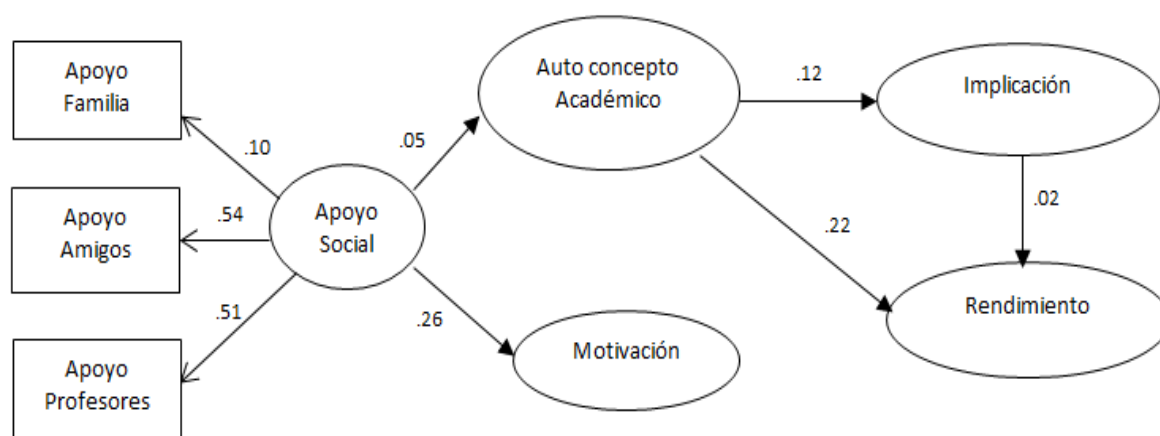 Apoyo
Familia
.10
Apoyo
Amigos
.54
Apoyo
Profesores
.51
Apoyo
Social
.05
.26
Auto concepto
Académico
Motivación
.12
.22
Implicación
.02
Rendimiento